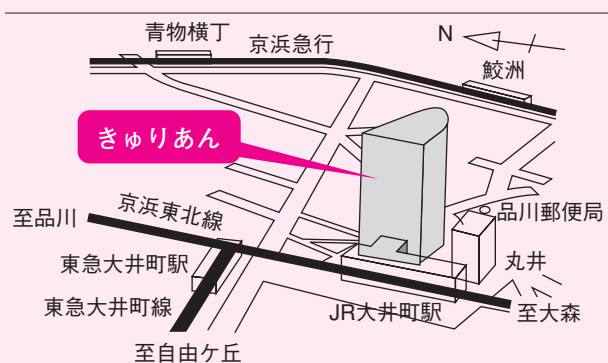 青物横丁
京浜急行
N
鮫洲
きゅりあん
至品川
京浜東北線
品川郵便局
東急大井町駅
丸井
東急大井町線
JR大井町駅
至大森
至自由ケ丘